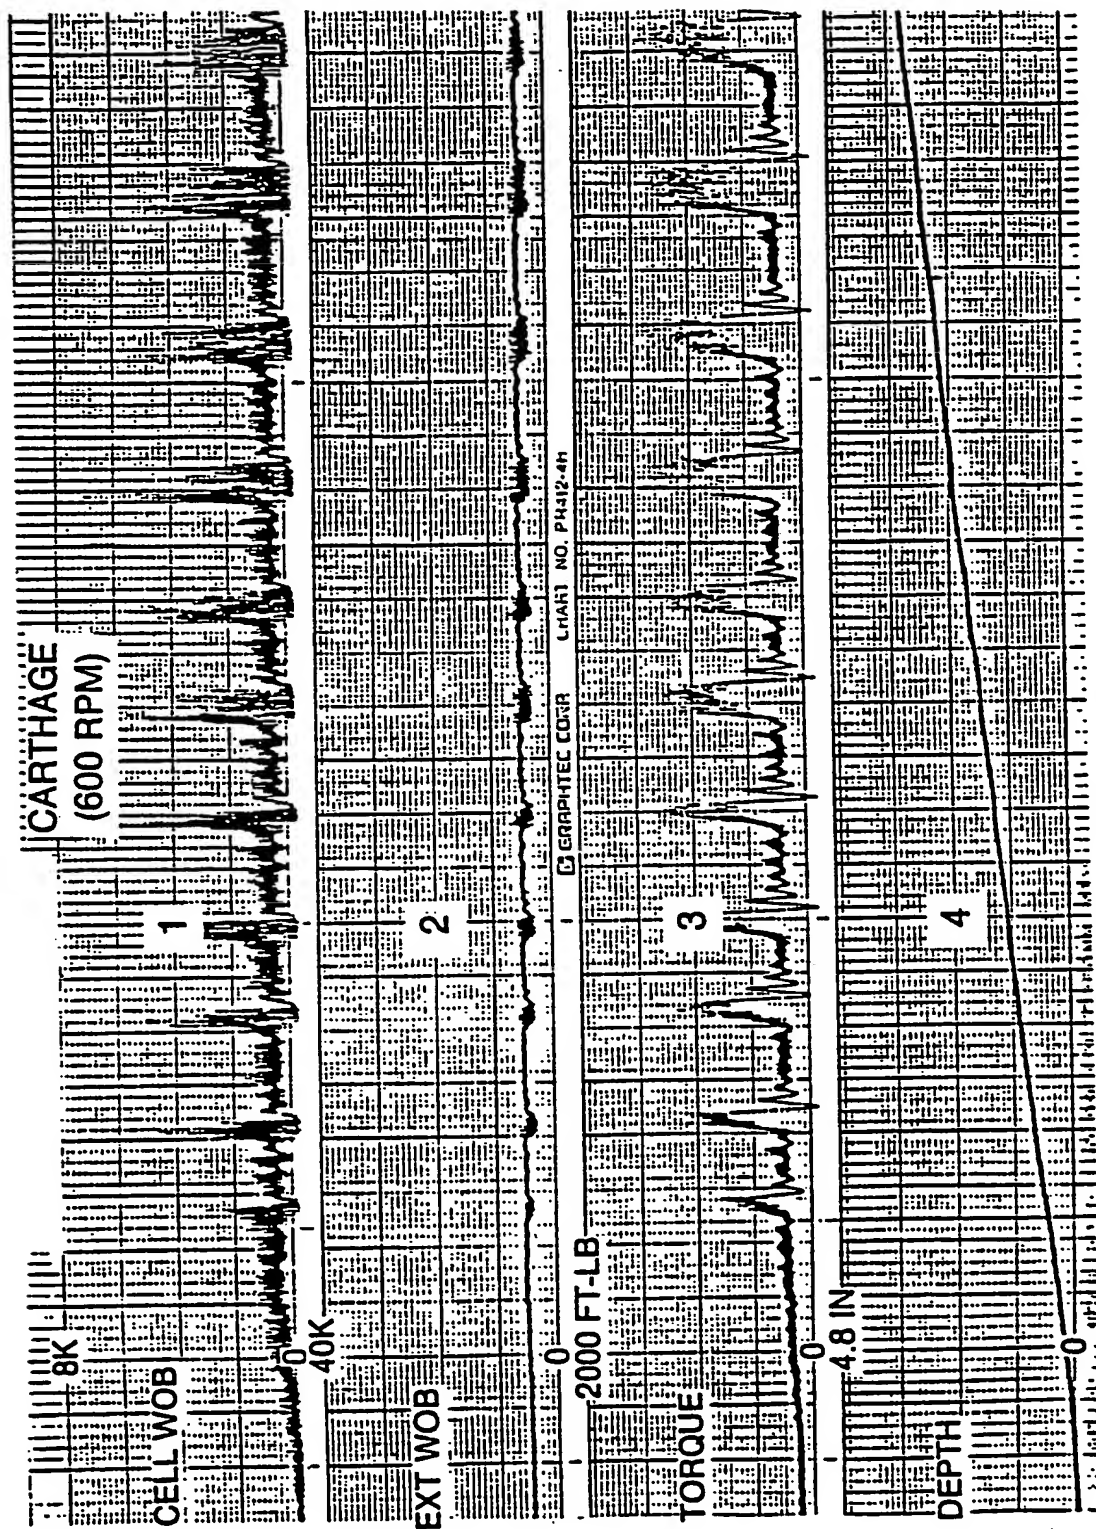 CARTHAGE
(600 RPM)
8K
CELL WOB
1
0
40K
EXT WOB
2
0
GRAPHTEC CORP CHART NO. PH412-4M
2000 FT-LB
TORQUE
3
0
4.8 IN
DEPTH
4
0